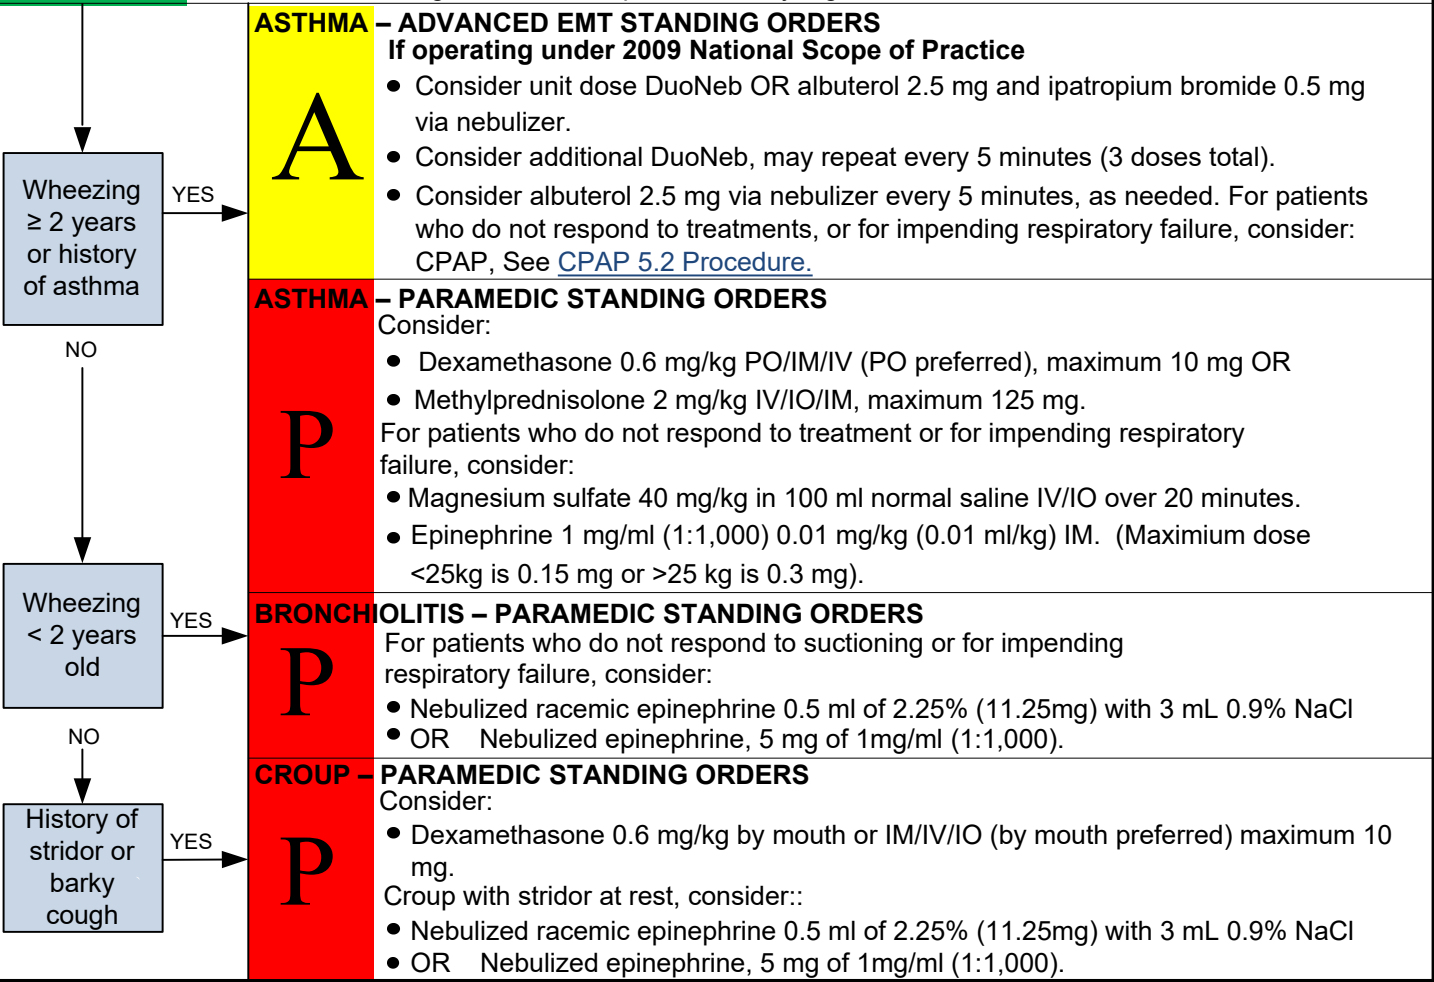 ASTHMA – ADVANCED EMT STANDING ORDERS
If operating under 2009 National Scope of Practice
• Consider unit dose DuoNeb OR albuterol 2.5 mg and ipatropium bromide 0.5 mg
via nebulizer.
• Consider additional DuoNeb, may repeat every 5 minutes (3 doses total).
• Consider albuterol 2.5 mg via nebulizer every 5 minutes, as needed. For patients
who do not respond to treatments, or for impending respiratory failure, consider:
CPAP, See CPAP 5.2 Procedure.
A
Wheezing
≥ 2 years
or history
of asthma
YES
NO
ASTHMA – PARAMEDIC STANDING ORDERS
Consider:
• Dexamethasone 0.6 mg/kg PO/IM/IV (PO preferred), maximum 10 mg OR
• Methylprednisolone 2 mg/kg IV/IO/IM, maximum 125 mg.
For patients who do not respond to treatment or for impending respiratory
failure, consider:
• Magnesium sulfate 40 mg/kg in 100 ml normal saline IV/IO over 20 minutes.
• Epinephrine 1 mg/ml (1:1,000) 0.01 mg/kg (0.01 ml/kg) IM. (Maximium dose
<25kg is 0.15 mg or >25 kg is 0.3 mg).
P
Wheezing
< 2 years
old
YES
NO
BRONCHIOLITIS – PARAMEDIC STANDING ORDERS
For patients who do not respond to suctioning or for impending
respiratory failure, consider:
• Nebulized racemic epinephrine 0.5 ml of 2.25% (11.25mg) with 3 mL 0.9% NaCl
• OR Nebulized epinephrine, 5 mg of 1mg/ml (1:1,000).
P
History of
stridor or
barky
cough
YES
CROUP – PARAMEDIC STANDING ORDERS
Consider:
• Dexamethasone 0.6 mg/kg by mouth or IM/IV/IO (by mouth preferred) maximum 10
mg.
Croup with stridor at rest, consider::
• Nebulized racemic epinephrine 0.5 ml of 2.25% (11.25mg) with 3 mL 0.9% NaCl
• OR Nebulized epinephrine, 5 mg of 1mg/ml (1:1,000).
P